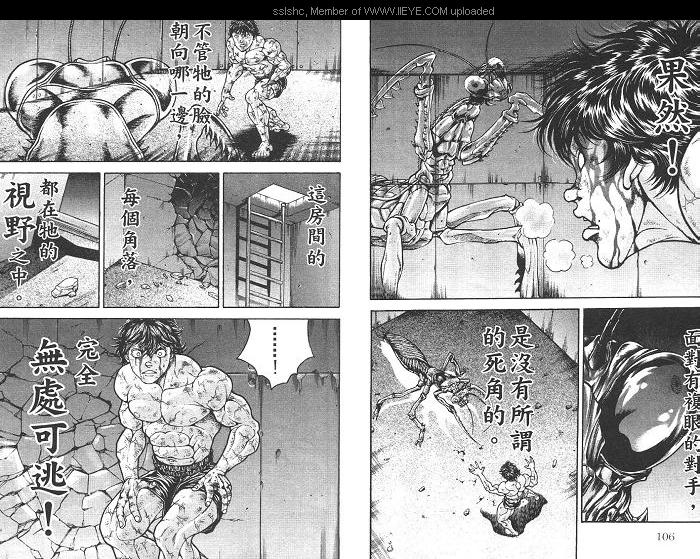 sslshc, Member of WWW.IIEYE.COM uploaded
果然！
面對有複眼的對手，
是沒有所謂
的死角的。
106
不管牠的臉
朝向哪一邊…
這房間的
每個角落，
都在牠的
視野之中。
……！
完全
無處可逃！